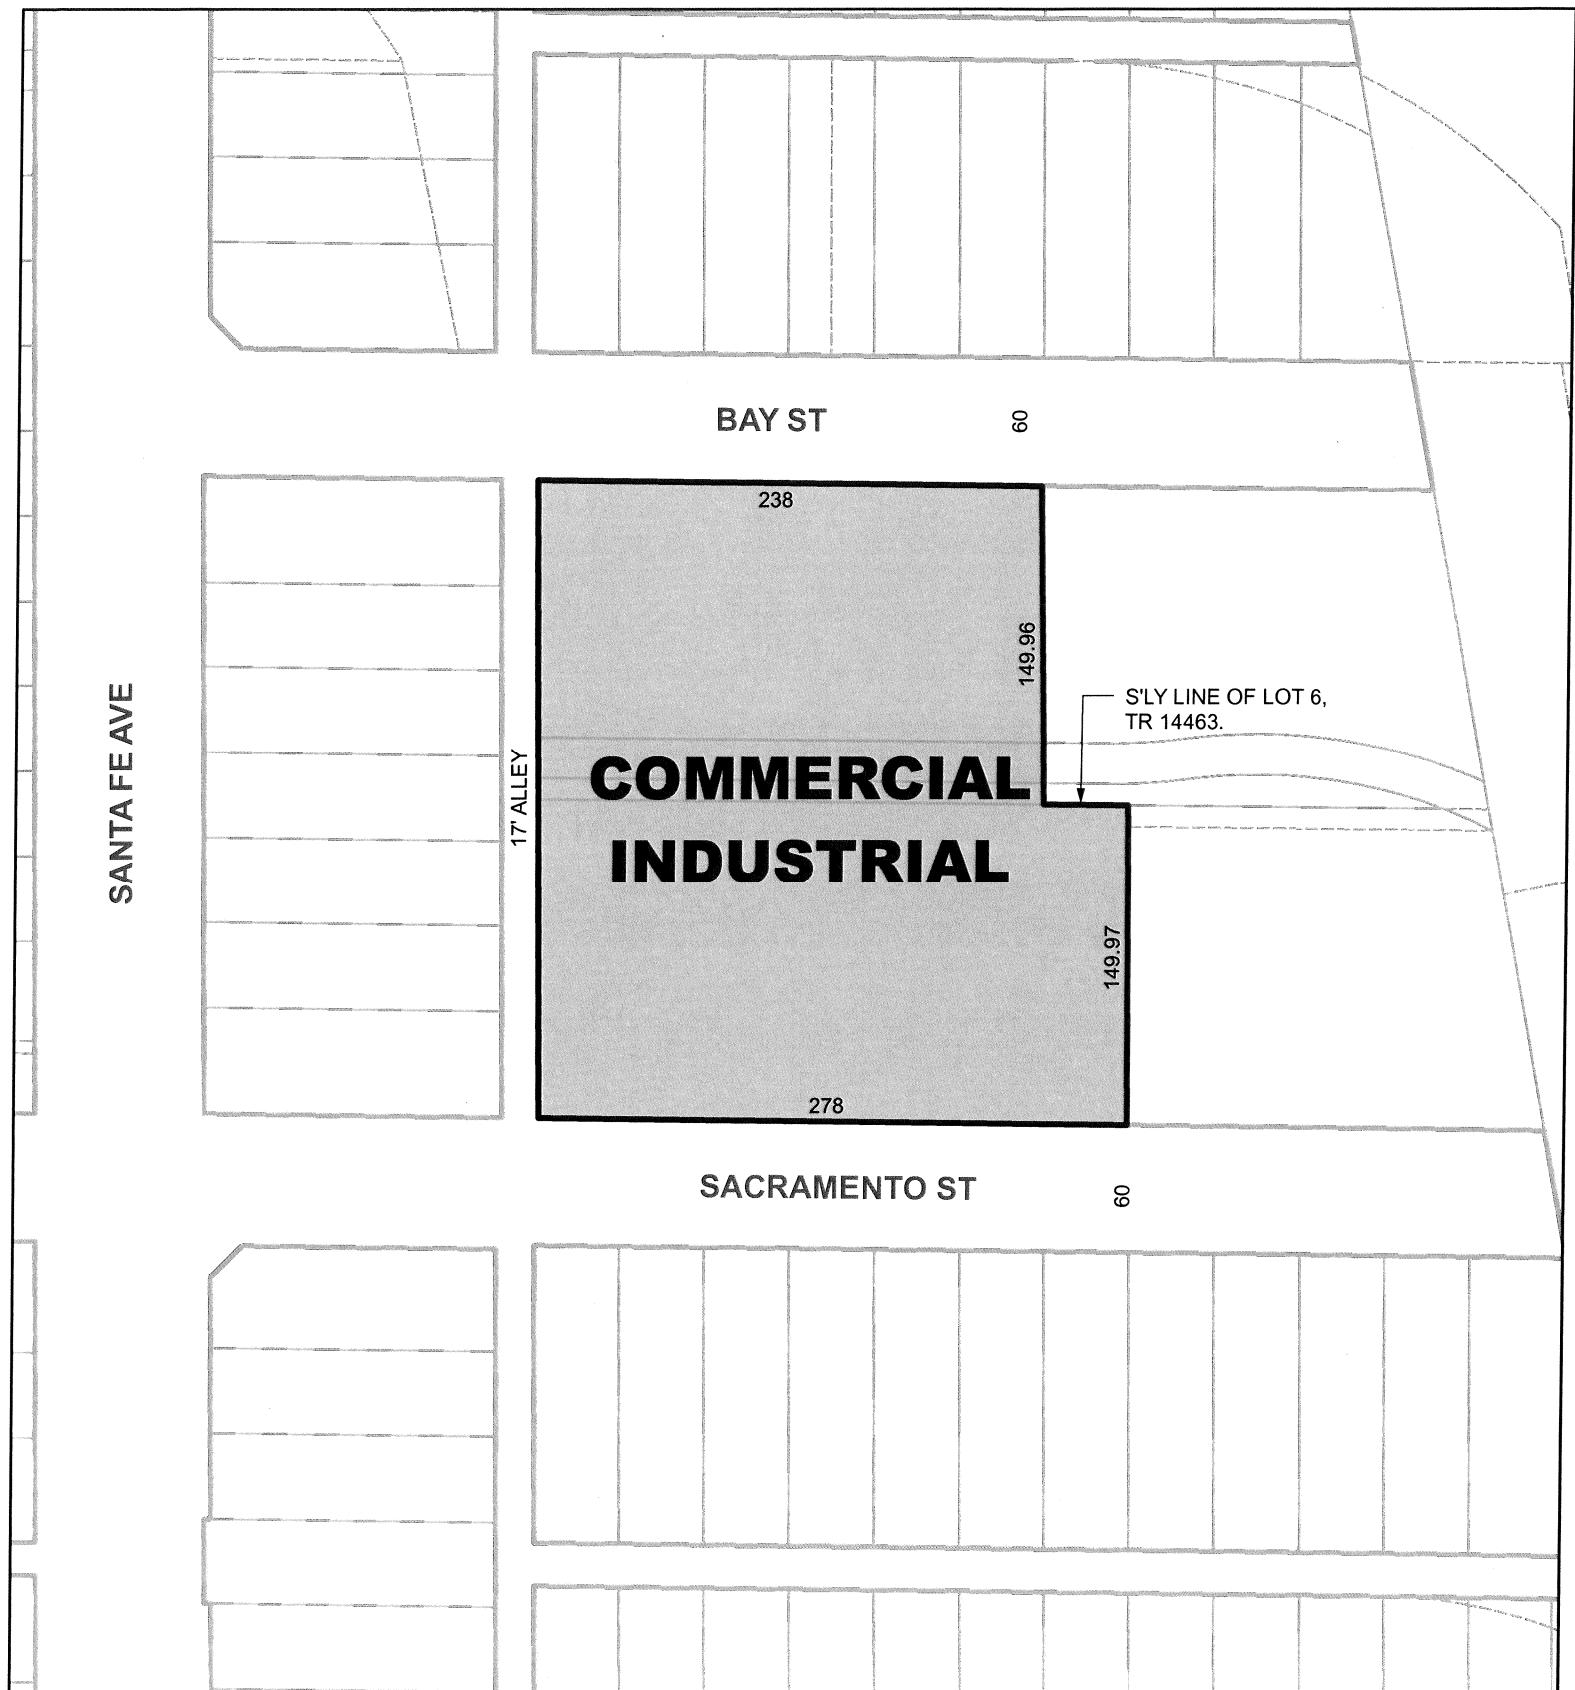 BAY ST
60
238
149.96
S'LY LINE OF LOT 6,
TR 14463.
SANTA FE AVE
17' ALLEY
COMMERCIAL
INDUSTRIAL
149.97
278
SACRAMENTO ST
60